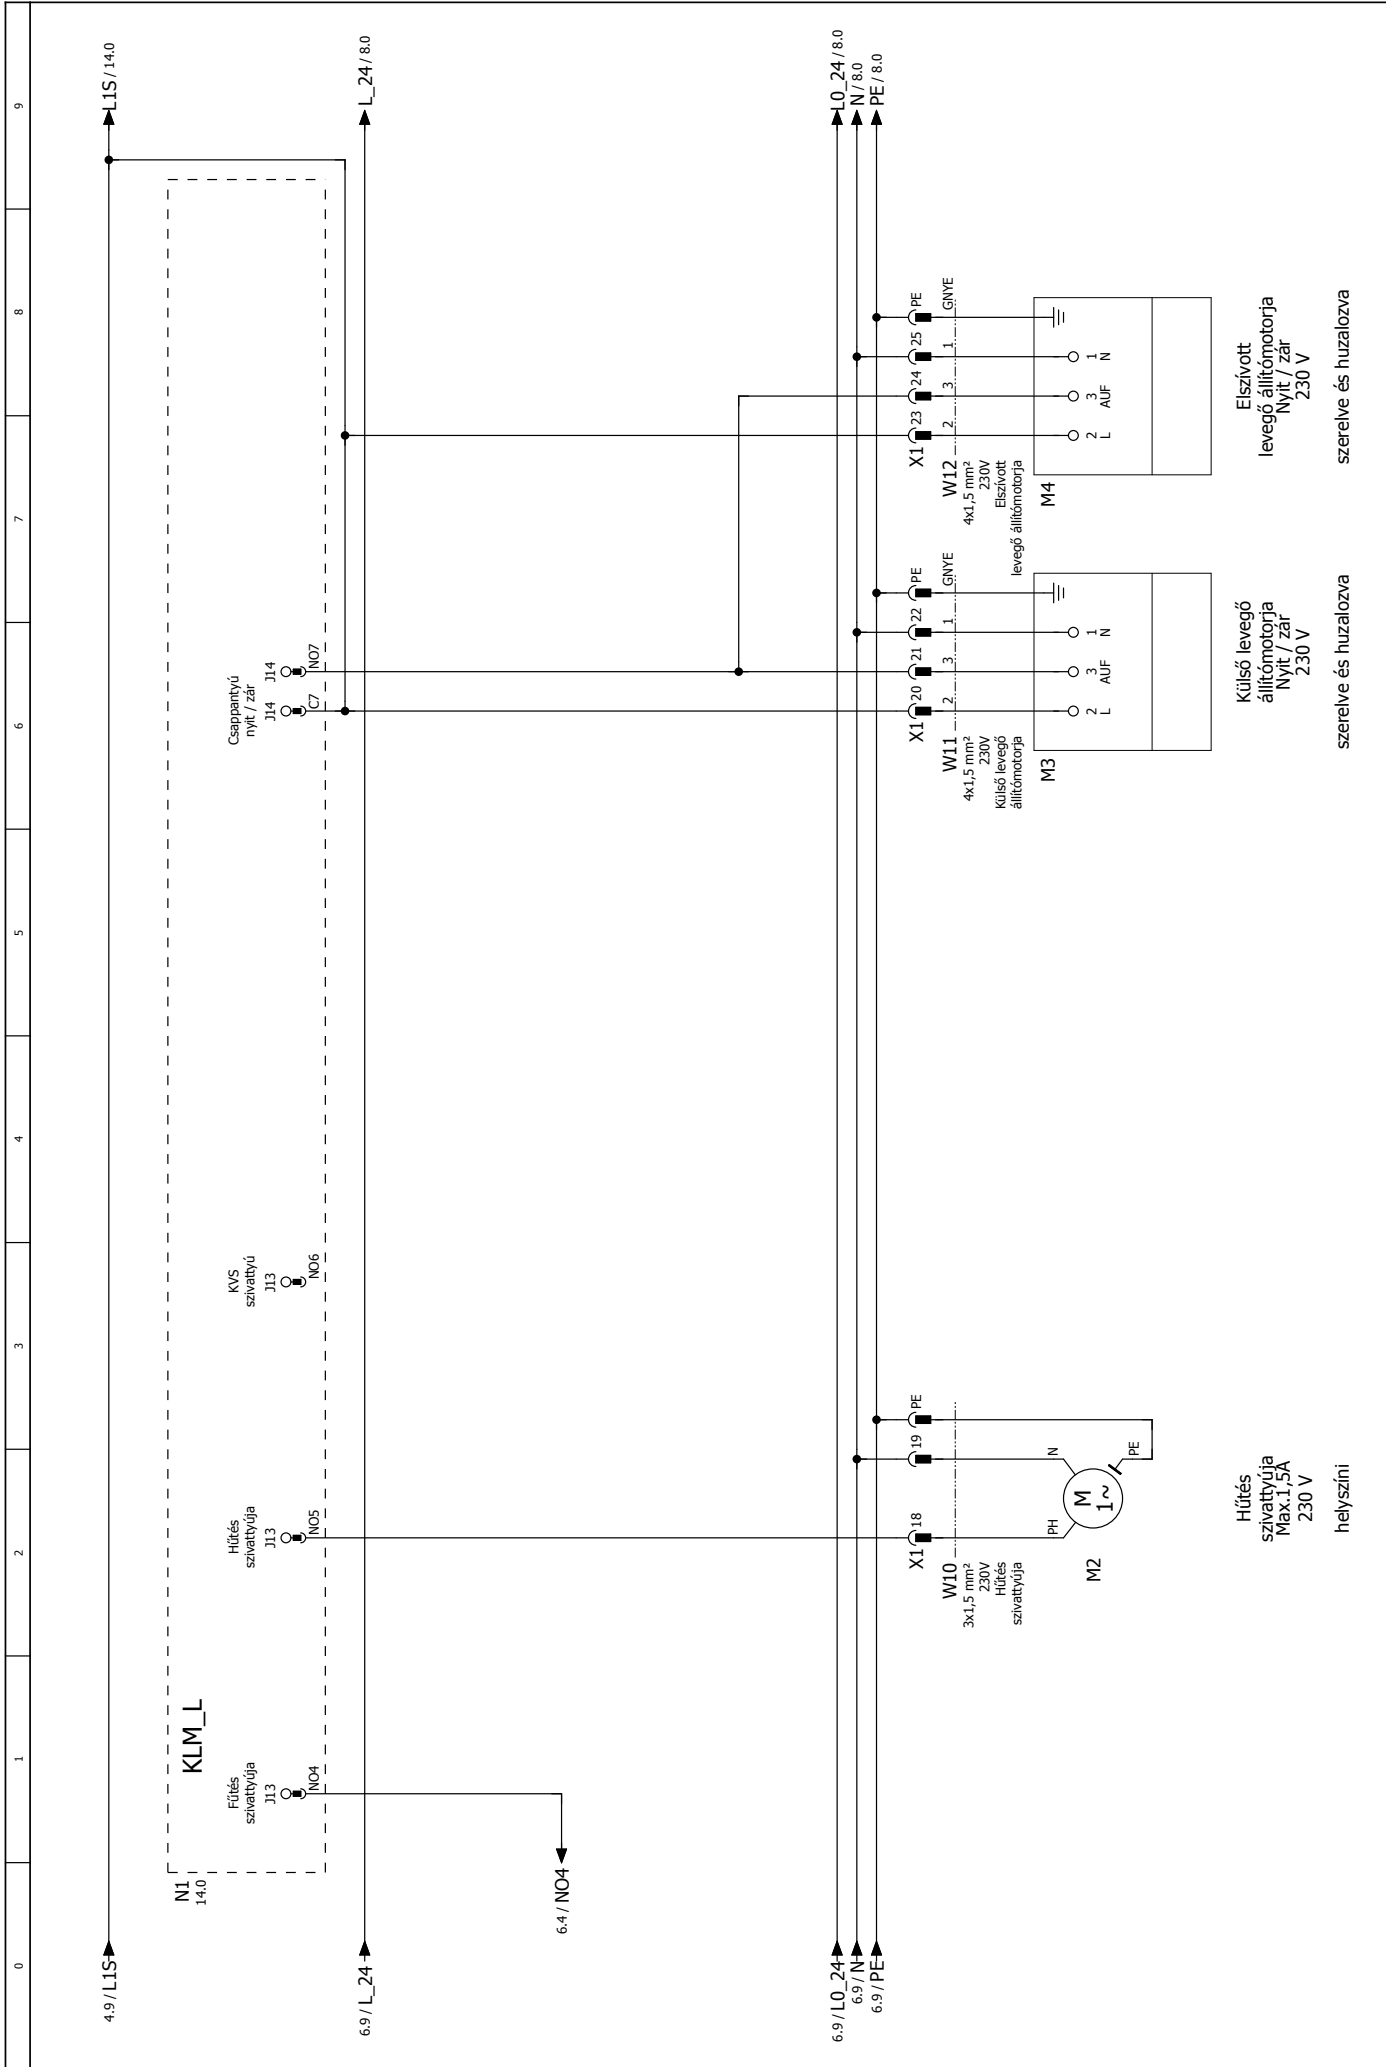 0
1
2
3
4
5
6
7
8
9
4.9 / L1S
L1S / 14.0
N1
14.0
KLM_L
Fűtés
szivattyúja
J13
NO4
Hűtés
szivattyúja
J13
NO5
KVS
szivattyú
J13
NO6
Csappantyú
nyit / zár
J14
C7
J14
NO7
6.9 / L_24
L_24 / 8.0
6.4 / NO4
6.9 / L0_24
L0_24 / 8.0
6.9 / N
N / 8.0
6.9 / PE
PE / 8.0
X1
18
19
PE
W10
3x1,5 mm²
230V
Hűtés
szivattyúja
PH
N
M
1~
PE
M2
Hűtés
szivattyúja
Max.1,5A
230 V
helyszíni
X1
20
21
22
PE
W11
2
3
1
GNYE
4x1,5 mm²
230V
Külső levegő
állítómotorja
M3
2
3
1
L
AUF
N
Külső levegő
állítómotorja
Nyit / zár
230 V
szerelve és huzalozva
X1
23
24
25
PE
W12
2
3
1
GNYE
4x1,5 mm²
230V
Elszívott
levegő állítómotorja
M4
2
3
1
L
AUF
N
Elszívott
levegő állítómotorja
Nyit / zár
230 V
szerelve és huzalozva